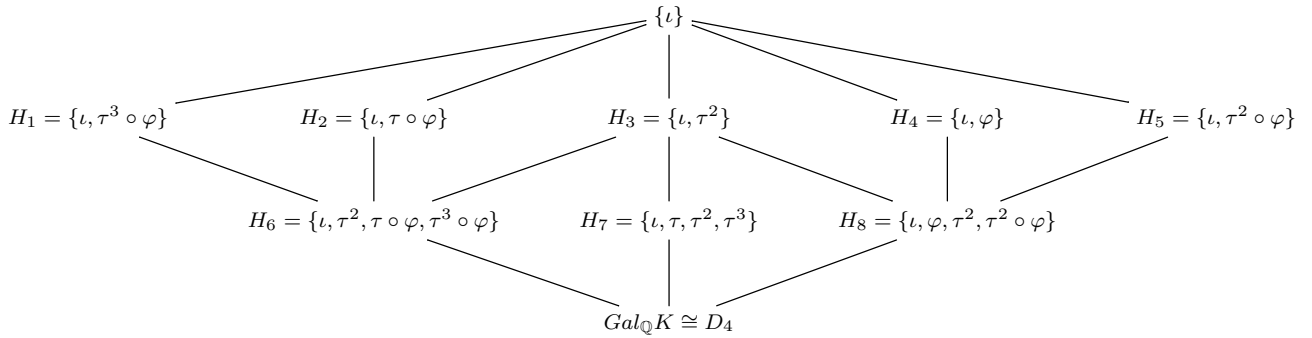 {ι}
H₁ = {ι, τ³ ∘ φ} H₂ = {ι, τ ∘ φ} H₃ = {ι, τ²} H₄ = {ι, φ} H₅ = {ι, τ² ∘ φ}
H₆ = {ι, τ², τ ∘ φ, τ³ ∘ φ} H₇ = {ι, τ, τ², τ³} H₈ = {ι, φ, τ², τ² ∘ φ}
Gal_ℚK ≅ D₄